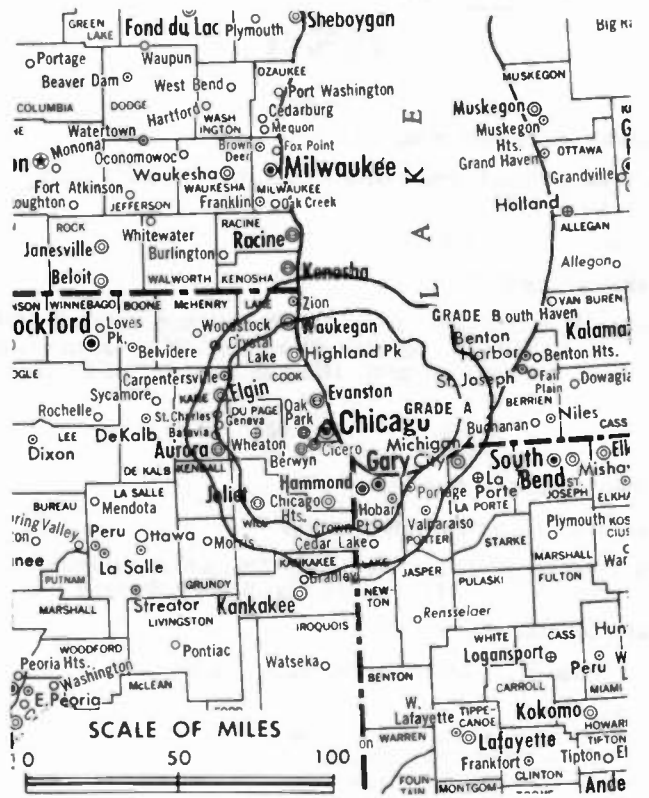 GREEN LAKE
Fond du Lac
Plymouth
Sheboygan
Portage
Waupun
Beaver Dam
West Bend
OZAUKEE
Port Washington
COLUMBIA
DODGE
Hartford
WASH INGTON
Cedarburg
Mequon
Watertown
Monona
Oconomowoc
Brown Deer
Fox Point
Milwaukee
Waukesha
Fort Atkinson
WAUKESHA
MILWAUKEE
JEFFERSON
Franklin
Oak Creek
ROCK
Whitewater
RACINE
Racine
Janesville
Burlington
Beloit
WALWORTH
KENOSHA
Kenosha
MUSKEGON
Muskegon
Muskegon Hts.
Grand Haven
OTTAWA
Grandville
Holland
ALLEGAN
Allegan
L A K E
WINNEBAGO
BOONE
McHENRY
LAKE
Zion
ockford
Loves Pk.
Woodstock
Waukegan
Belvidere
Crystal Lake
Highland Pk
GRADE B
outh Haven
VAN BUREN
Kalama
Benton Harbor
Benton Hts.
St. Joseph
Fair Plain
Dowagia
BERRIEN
Buchanan
Niles
CASS
Carpentersville
COOK
Sycamore
KANE
Elgin
Evanston
Rochelle
St. Charles
DU PAGE
Geneva
Oak Park
Chicago
GRADE A
LEE
DeKalb
Batavia
Wheaton
Cicero
Michigan City
Dixon
Aurora
Berwyn
Gary
DE KALB
KENDALL
Hammond
South Bend
ST. JOSEPH
Misha
ELKHA
La Porte
LA PORTE
Portage
LA SALLE
Mendota
Joliet
Chicago Hts.
Hobar
BUREAU
WILL
Crown Pt
Valparaiso
PORTER
Plymouth
Peru
Ottawa
Morris
Cedar Lake
STARKE
MARSHALL
La Salle
KANKAKEE
LAKE
JASPER
PUTNAM
GRUNDY
Bradley
PULASKI
FULTON
MARSHALL
Streator
Kankakee
NEW-TON
LIVINGSTON
IROQUOIS
Rensselaer
WOODFORD
Pontiac
WHITE
CASS
Peoria Hts.
Washington
Watseka
Logansport
Peru
McLEAN
BENTON
CARROLL
MIAMI
E. Peoria
W. Lafayette
TIPPE-CANOE
Kokomo
WARREN
Lafayette
Frankfort
Tipton
FOUN-TAIN
MONTGOM
CLINTON
Ande
SCALE OF MILES
0 50 100